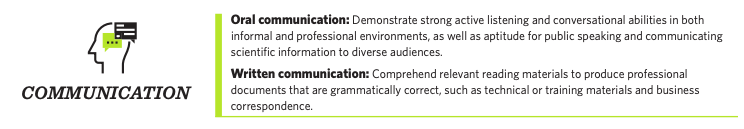 COMMUNICATION
Oral communication: Demonstrate strong active listening and conversational abilities in both
informal and professional environments, as well as aptitude for public speaking and communicating
scientific information to diverse audiences.
Written communication: Comprehend relevant reading materials to produce professional
documents that are grammatically correct, such as technical or training materials and business
correspondence.